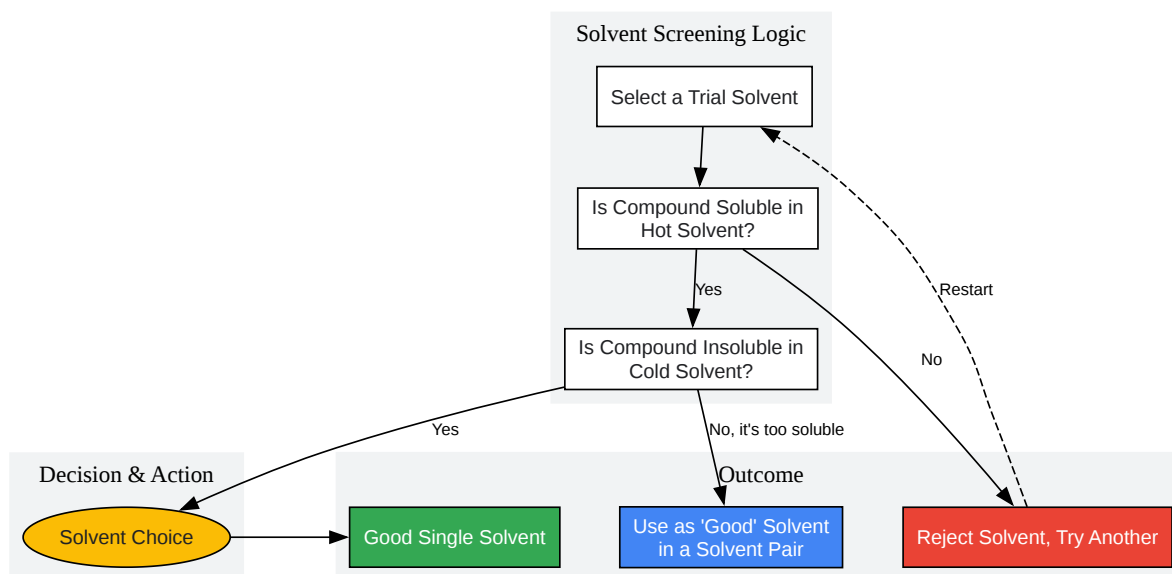 Solvent Screening Logic
Select a Trial Solvent
Is Compound Soluble in
Hot Solvent?
Yes
Restart
No
Is Compound Insoluble in
Cold Solvent?
Yes
No, it's too soluble
Decision & Action
Outcome
Solvent Choice
Good Single Solvent
Use as 'Good' Solvent
in a Solvent Pair
Reject Solvent, Try Another